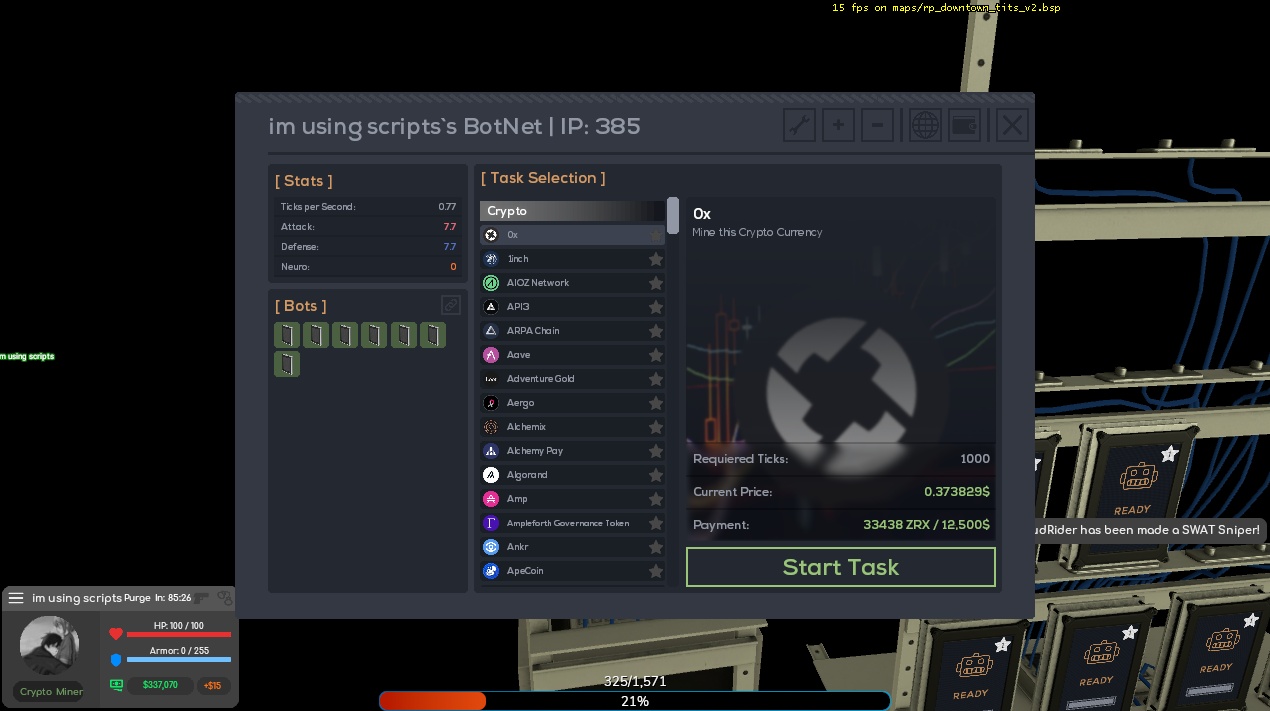 15 fps on maps/rp_downtown_tits_v2.bsp
im using scripts`s BotNet | IP: 385
[ Stats ]
Ticks per Second: 0.77
Attack: 7.7
Defense: 7.7
Neuro: 0
[ Bots ]
[ Task Selection ]
Crypto
0x
1inch
AIOZ Network
API3
ARPA Chain
Aave
Adventure Gold
Aergo
Alchemix
Alchemy Pay
Algorand
Amp
Ampleforth Governance Token
Ankr
ApeCoin
0x
Mine this Crypto Currency
Requiered Ticks: 1000
Current Price: 0.373829$
Payment: 33438 ZRX / 12,500$
Start Task
m using scripts
READY
udRider has been made a SWAT Sniper!
READY
READY
READY
im using scripts Purge In: 85:26
HP: 100 / 100
Armor: 0 / 255
$337,070 +$15
Crypto Miner
325/1,571
21%